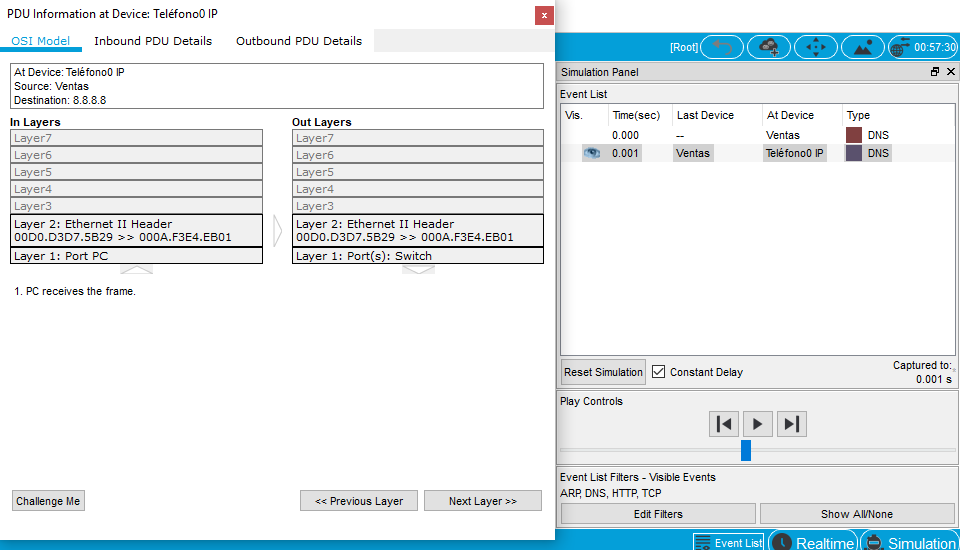 PDU Information at Device: Teléfono0 IP
x
OSI Model
Inbound PDU Details
Outbound PDU Details
At Device: Teléfono0 IP
Source: Ventas
Destination: 8.8.8.8
In Layers
Layer7
Layer6
Layer5
Layer4
Layer3
Layer 2: Ethernet II Header
00D0.D3D7.5B29 >> 000A.F3E4.EB01
Layer 1: Port PC
Out Layers
Layer7
Layer6
Layer5
Layer4
Layer3
Layer 2: Ethernet II Header
00D0.D3D7.5B29 >> 000A.F3E4.EB01
Layer 1: Port(s): Switch
1. PC receives the frame.
Challenge Me
<< Previous Layer
Next Layer >>
[Root]
00:57:30
Simulation Panel
Event List
Vis. Time(sec) Last Device At Device Type
0.000 -- Ventas DNS
0.001 Ventas Teléfono0 IP DNS
Reset Simulation
Constant Delay
Captured to:
0.001 s
Play Controls
Event List Filters - Visible Events
ARP, DNS, HTTP, TCP
Edit Filters
Show All/None
Event List
Realtime
Simulation